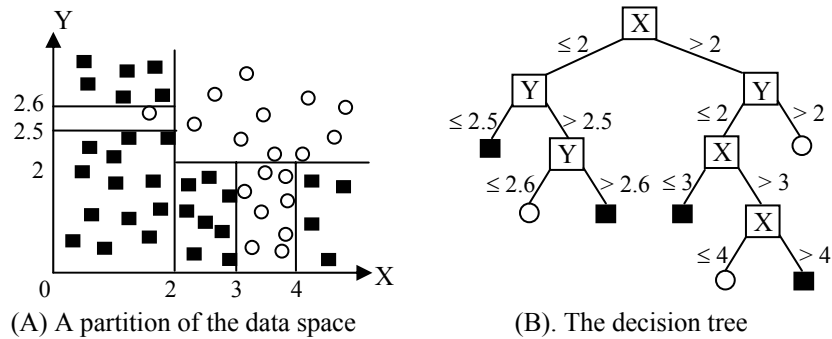 Y
2.6
2.5
2
0 2 3 4 X
(A) A partition of the data space
X
≤ 2 > 2
Y Y
≤ 2.5 > 2.5 ≤ 2 > 2
Y X
≤ 2.6 > 2.6 ≤ 3 > 3
X
≤ 4 > 4
(B). The decision tree